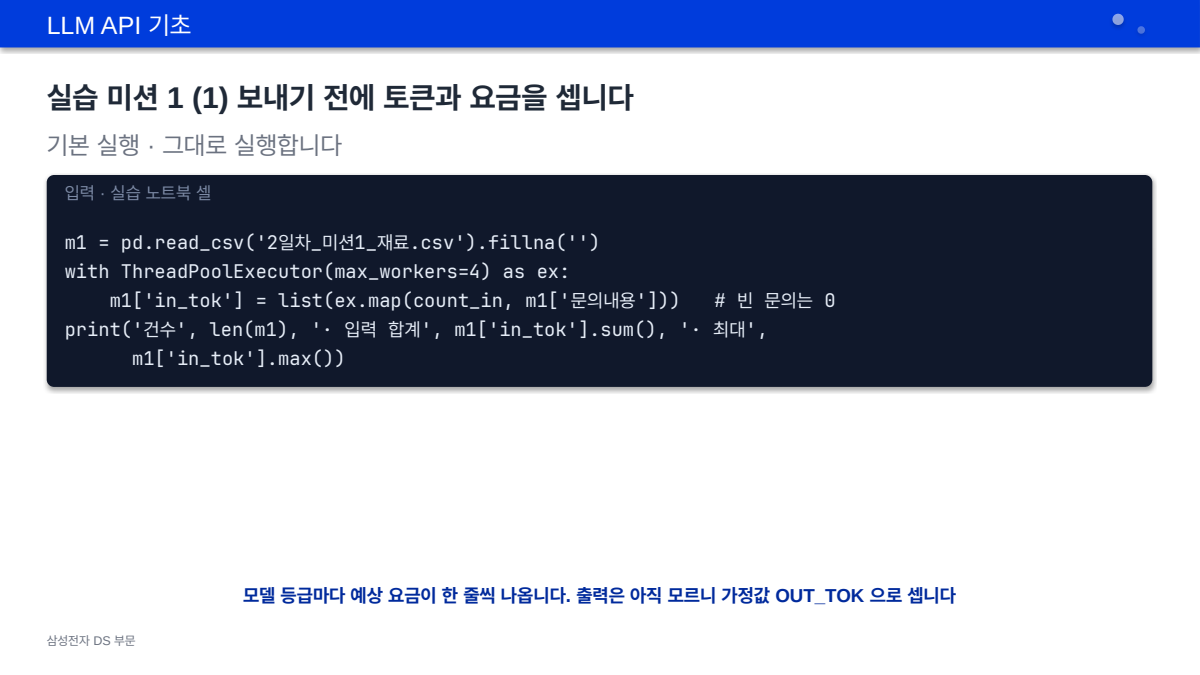 LLM API 기초
실습 미션 1 (1) 보내기 전에 토큰과 요금을 셉니다
기본 실행 · 그대로 실행합니다
입력 · 실습 노트북 셀
m1 = pd.read_csv('2일차_미션1_재료.csv').fillna('')
with ThreadPoolExecutor(max_workers=4) as ex:
    m1['in_tok'] = list(ex.map(count_in, m1['문의내용']))   # 빈 문의는 0
print('건수', len(m1), '· 입력 합계', m1['in_tok'].sum(), '· 최대',
      m1['in_tok'].max())
모델 등급마다 예상 요금이 한 줄씩 나옵니다. 출력은 아직 모르니 가정값 OUT_TOK 으로 셉니다
삼성전자 DS 부문